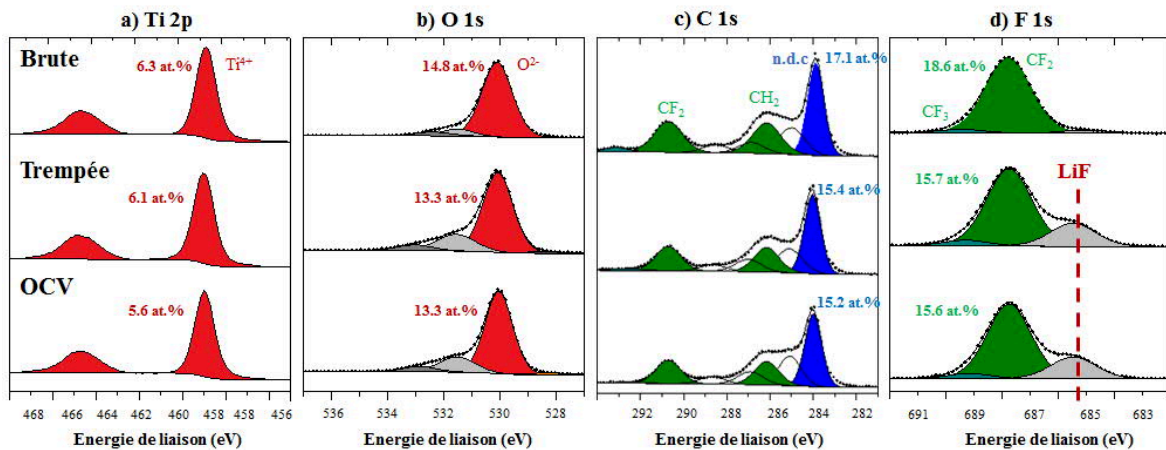 a) Ti 2p
b) O 1s
c) C 1s
d) F 1s
Brute
6.3 at.%
Ti4+
14.8 at.%
O2-
n.d.c
17.1 at.%
CF2
CH2
18.6 at.%
CF2
CF3
Trempée
6.1 at.%
13.3 at.%
15.4 at.%
15.7 at.%
LiF
OCV
5.6 at.%
13.3 at.%
15.2 at.%
15.6 at.%
468 466 464 462 460 458 456
536 534 532 530 528
292 290 288 286 284 282
691 689 687 685 683
Energie de liaison (eV)
Energie de liaison (eV)
Energie de liaison (eV)
Energie de liaison (eV)